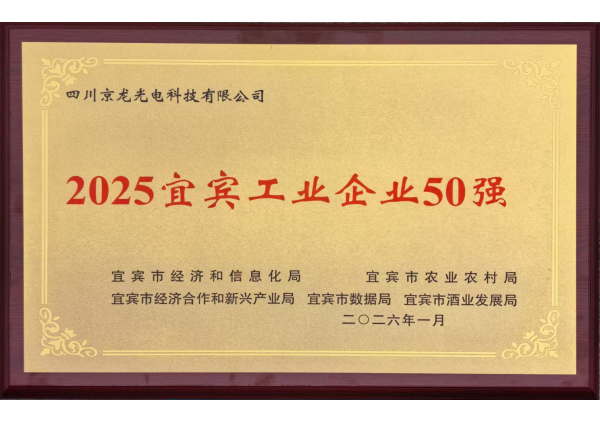 四川京龙光电科技有限公司
2025宜宾工业企业50强
宜宾市经济和信息化局 宜宾市农业农村局
宜宾市经济合作和新兴产业局 宜宾市数据局 宜宾市酒业发展局
二〇二六年一月